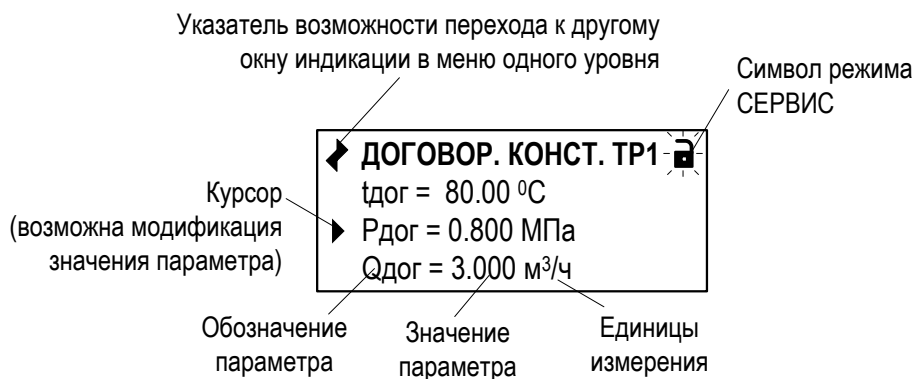 Указатель возможности перехода к другому
окну индикации в меню одного уровня
Символ режима
СЕРВИС
ДОГОВОР. КОНСТ. ТР1
tдог = 80.00 ⁰С
Рдог = 0.800 МПа
Qдог = 3.000 м³/ч
Курсор
(возможна модификация
значения параметра)
Обозначение
параметра
Значение
параметра
Единицы
измерения